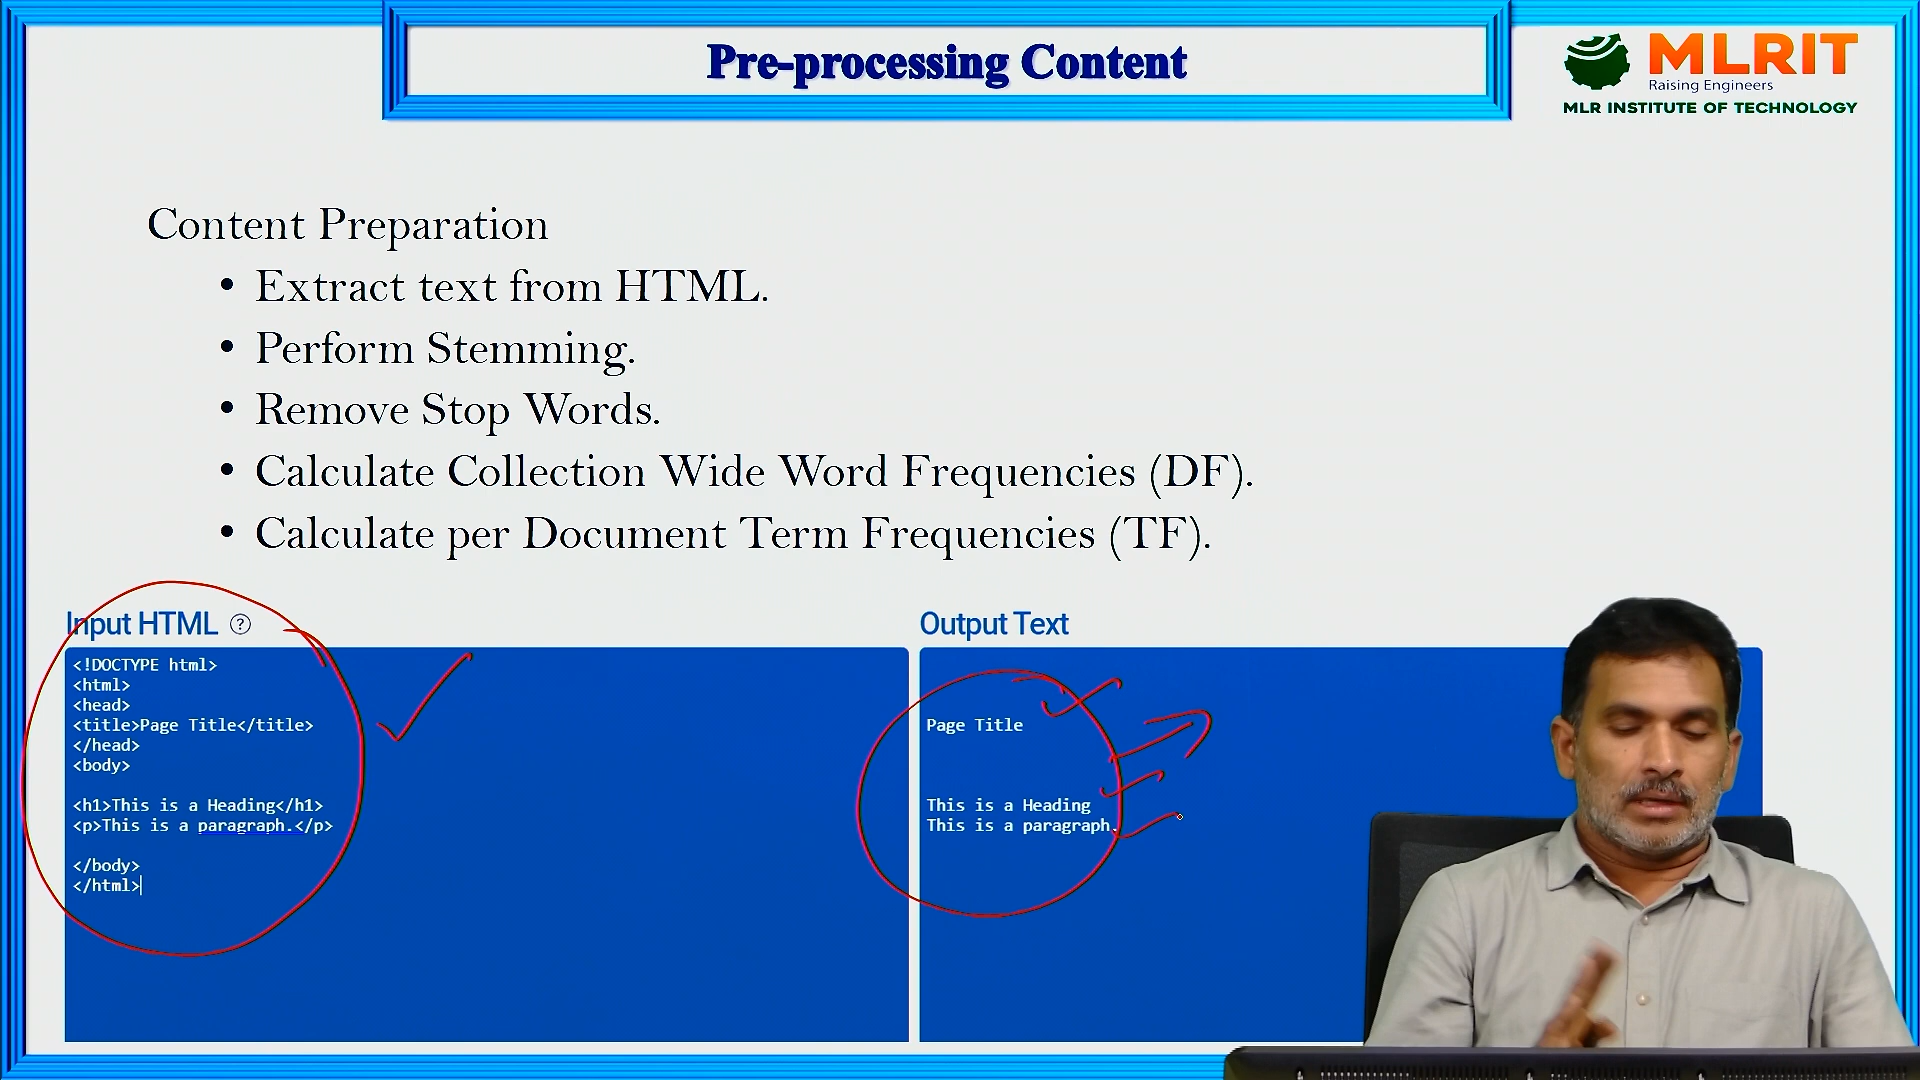 Pre-processing Content
MLRIT
Raising Engineers
MLR INSTITUTE OF TECHNOLOGY
Content Preparation
• Extract text from HTML.
• Perform Stemming.
• Remove Stop Words.
• Calculate Collection Wide Word Frequencies (DF).
• Calculate per Document Term Frequencies (TF).
Input HTML ?
<!DOCTYPE html>
<html>
<head>
<title>Page Title</title>
</head>
<body>
<h1>This is a Heading</h1>
<p>This is a paragraph.</p>
</body>
</html>
Output Text
Page Title
This is a Heading
This is a paragraph.